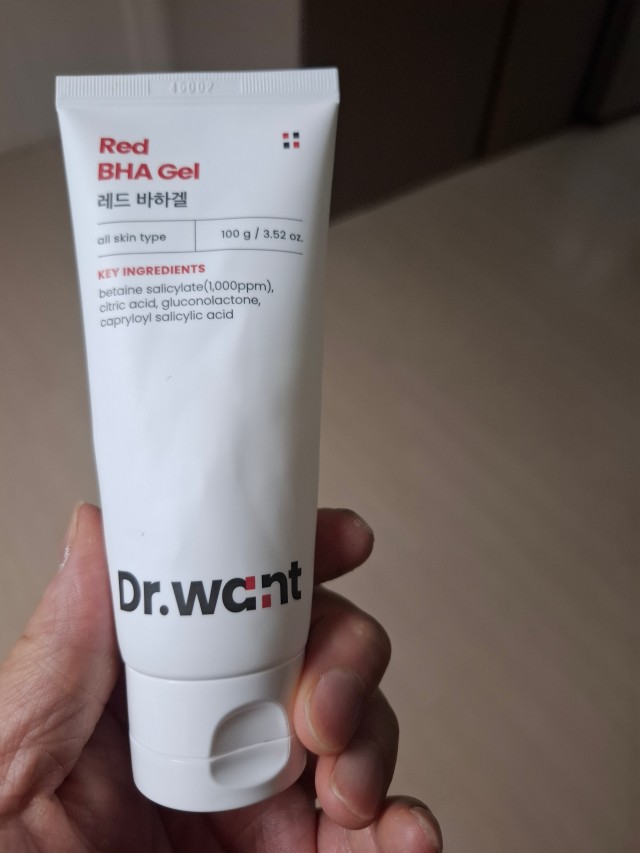 Red
BHA Gel
레드 바하겔
all skin type
100 g / 3.52 oz.
KEY INGREDIENTS
betaine salicylate(1,000ppm),
citric acid, gluconolactone,
capryloyl salicylic acid
Dr.want